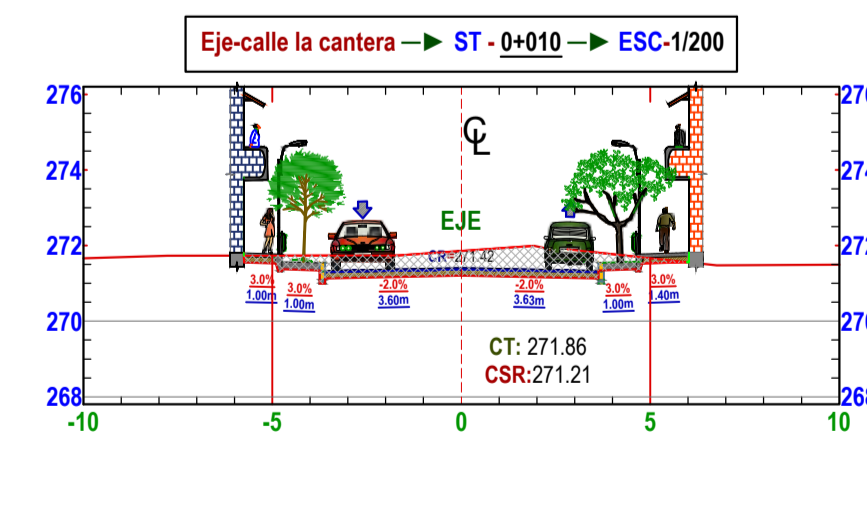 Eje-calle la cantera ST - 0+010 ESC-1/200
276
274
272
270
268
CL
EJE
CR=271.42
3.0%
1.00m
3.0%
1.00m
-2.0%
3.60m
-2.0%
3.63m
3.0%
1.00m
3.0%
1.40m
CT: 271.86
CSR:271.21
-10 -5 0 5 10